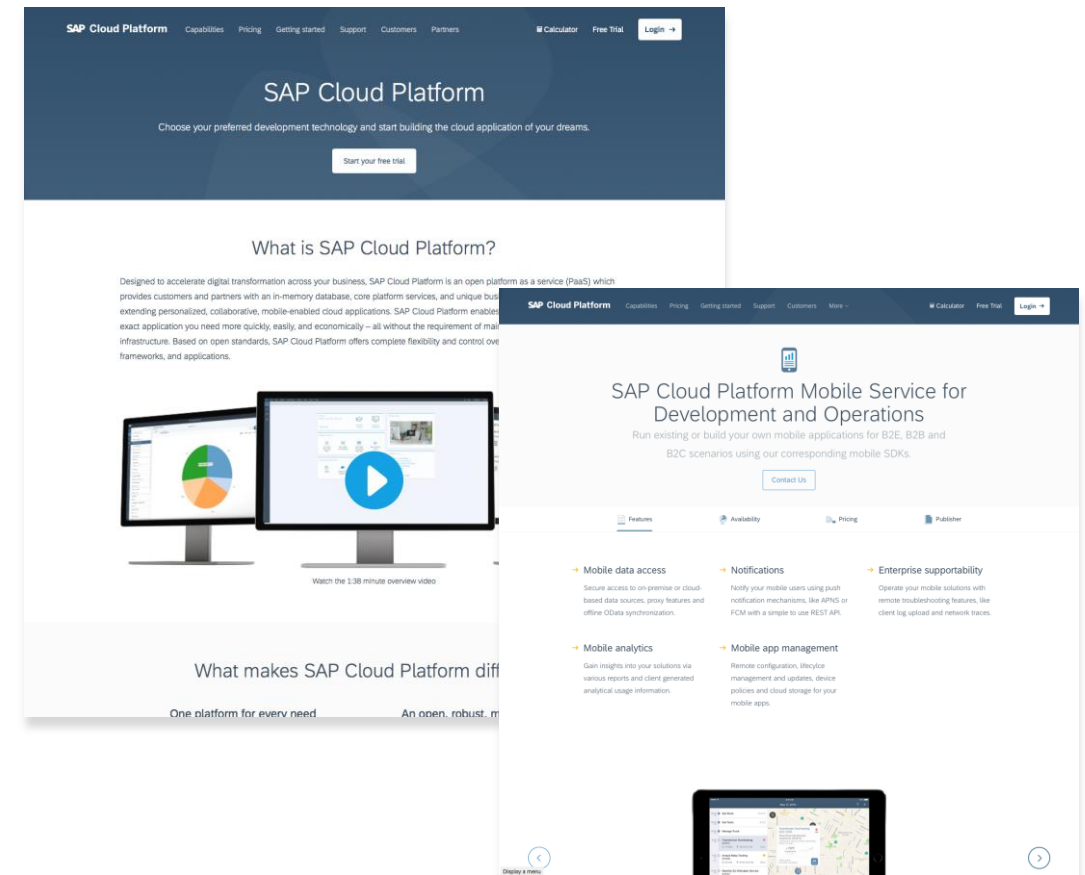 SAP Cloud Platform Capabilities Pricing Getting started Support Customers Partners Calculator Free Trial Login →
SAP Cloud Platform
Choose your preferred development technology and start building the cloud application of your dreams.
Start your free trial
What is SAP Cloud Platform?
Designed to accelerate digital transformation across your business, SAP Cloud Platform is an open platform as a service (PaaS) which
provides customers and partners with an in-memory database, core platform services, and unique
extending personalized, collaborative, mobile-enabled cloud applications. SAP Cloud Platform enables
exact application you need more quickly, easily, and economically – all without the requirement of
infrastructure. Based on open standards, SAP Cloud Platform offers complete flexibility and control
frameworks, and applications.
Watch the 1:38 minute overview video
What makes SAP Cloud Platform diff
One platform for every need An open, robust, m
SAP Cloud Platform Capabilities Pricing Getting started Support Customers More Calculator Free Trial Login →
SAP Cloud Platform Mobile Service for
Development and Operations
Run existing or build your own mobile applications for B2E, B2B and
B2C scenarios using our corresponding mobile SDKs.
Contact Us
Features Availability Pricing Publisher
→ Mobile data access
Secure access to on-premise or cloud-
based data sources, proxy features and
offline OData synchronization.
→ Notifications
Notify your mobile users using push
notification mechanisms, like APNS or
FCM with a simple to use REST API.
→ Enterprise supportability
Operate your mobile solutions with
remote troubleshooting features, like
client log upload and network traces.
→ Mobile analytics
Gain insights into your solutions via
various reports and client generated
analytical usage information.
→ Mobile app management
Remote configuration, lifecylce
management and updates, device
policies and cloud storage for your
mobile apps.
Display a menu